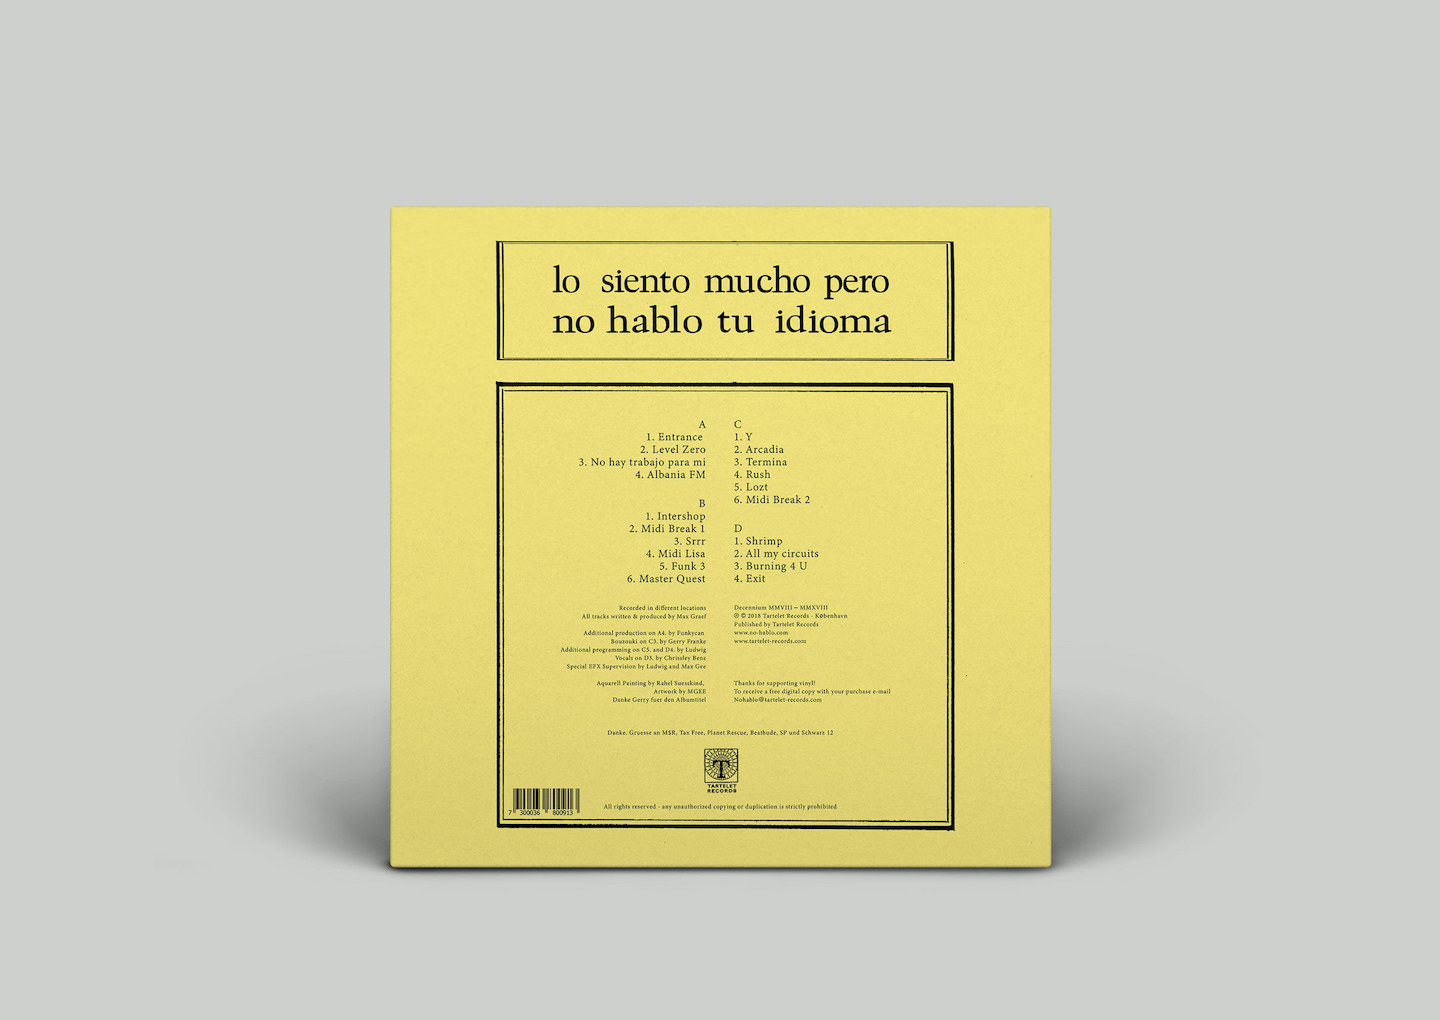 lo siento mucho pero
no hablo tu idioma
A
1. Entrance
2. Level Zero
3. No hay trabajo para mi
4. Albania FM
B
1. Intershop
2. Midi Break 1
3. Srrr
4. Midi Lisa
5. Funk 3
6. Master Quest
C
1. Y
2. Arcadia
3. Termina
4. Rush
5. Lozt
6. Midi Break 2
D
1. Shrimp
2. All my circuits
3. Burning 4 U
4. Exit
Recorded in different locations
All tracks written & produced by Max Graef
Additional production on A4. by Funkycan
Bouzouki on C3. by Gerry Franke
Additional programming on C5. and D4. by Ludwig
Vocals on D3. by Chrissley Benz
Special EFX Supervision by Ludwig and Max Gee
Aquarell Painting by Rahel Suesskind,
Artwork by MGEE
Danke Gerry fuer den Albumtitel
Decennium MMVIII – MMXVIII
℗ © 2018 Tartelet Records - København
Published by Tartelet Records
www.no-hablo.com
www.tartelet-records.com
Thanks for supporting vinyl!
To receive a free digital copy with your purchase e-mail
Nohablo@tartelet-records.com
Danke. Gruesse an M$R, Tax Free, Planet Rescue, Beatbude, SP und Schwarz 12
T
TARTELET
RECORDS
7 300036 800913
All rights reserved - any unauthorized copying or duplication is strictly prohibited